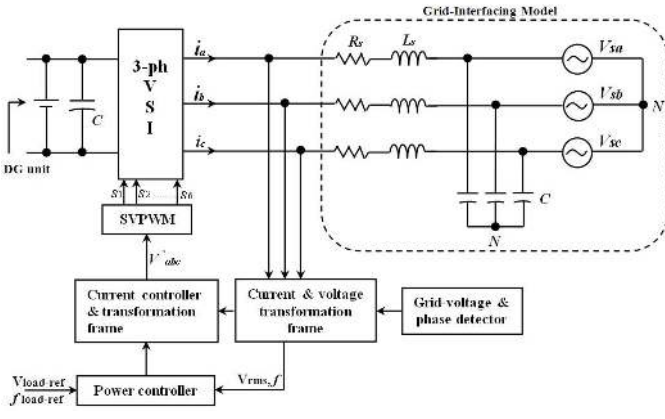 Grid-Interfacing Model
3-ph
V
S
I
C
DG unit
ia
ib
ic
Rs
Ls
Vsa
Vsb
Vsc
N
C
N
S1
S2
S6
SVPWM
V*abc
Current controller
& transformation
frame
Current & voltage
transformation
frame
Grid-voltage &
phase detector
Vload-ref
f load-ref
Power controller
Vrms,f